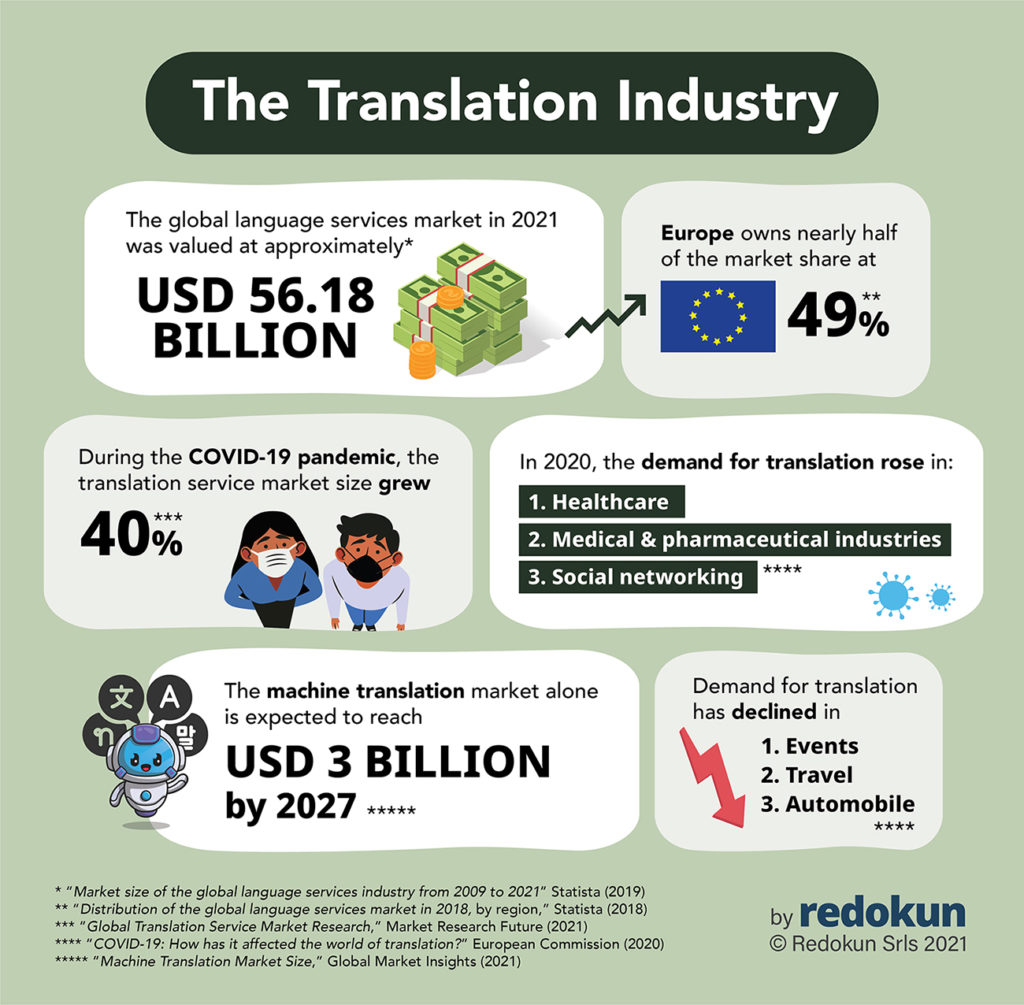 The Translation Industry
The global language services market in 2021
was valued at approximately*
USD 56.18
BILLION
Europe owns nearly half
of the market share at
49**%
During the COVID-19 pandemic, the
translation service market size grew
40***%
In 2020, the demand for translation rose in:
1. Healthcare
2. Medical & pharmaceutical industries
3. Social networking ****
文 A
ท 말
The machine translation market alone
is expected to reach
USD 3 BILLION
by 2027 *****
Demand for translation
has declined in
1. Events
2. Travel
3. Automobile
****
* "Market size of the global language services industry from 2009 to 2021" Statista (2019)
** "Distribution of the global language services market in 2018, by region," Statista (2018)
*** "Global Translation Service Market Research," Market Research Future (2021)
**** "COVID-19: How has it affected the world of translation?" European Commission (2020)
***** "Machine Translation Market Size," Global Market Insights (2021)
by redokun
© Redokun Srls 2021